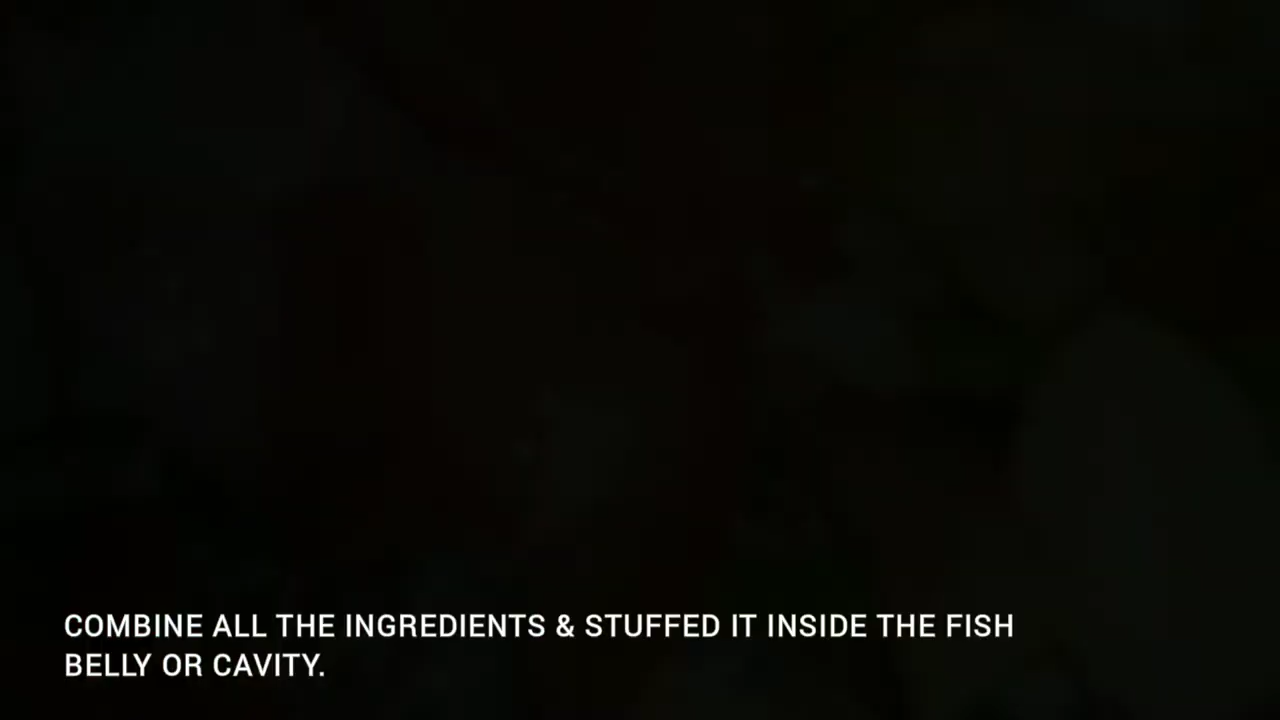 COMBINE ALL THE INGREDIENTS & STUFFED IT INSIDE THE FISH
BELLY OR CAVITY.